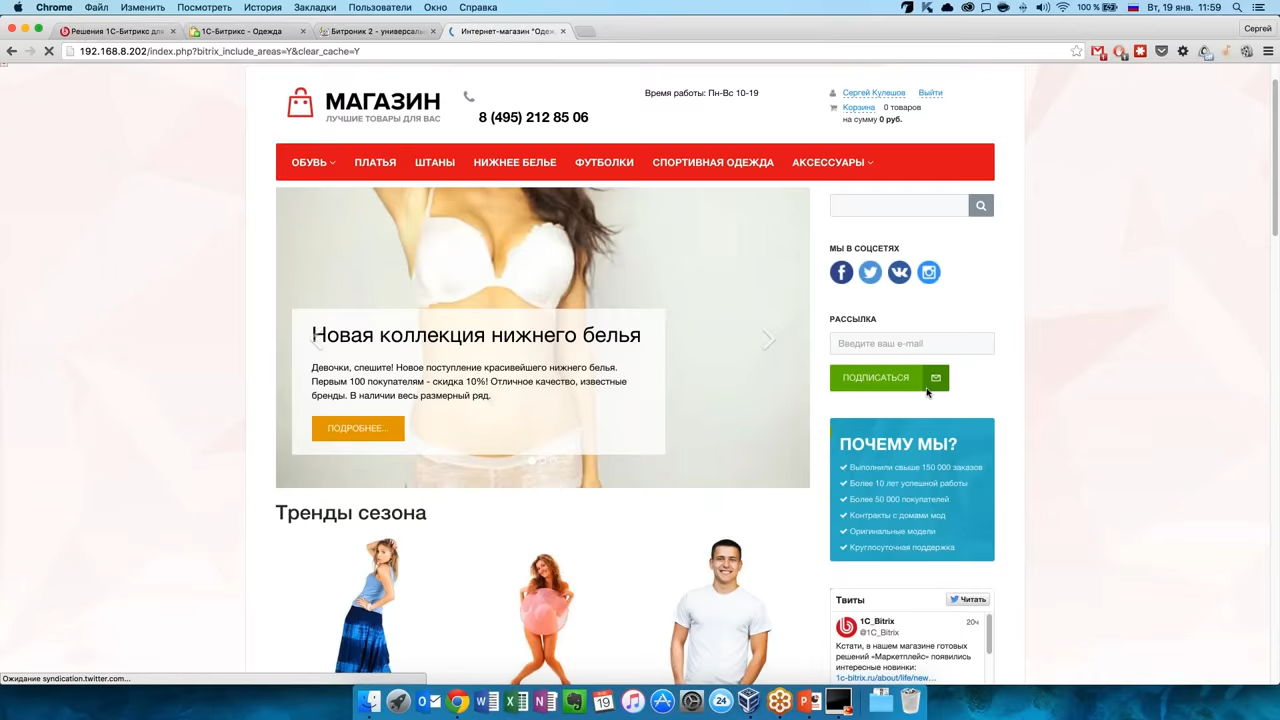 Chrome Файл Изменить Посмотреть История Закладки Пользователи Окно Справка
100 % Вт, 19 янв. 11:59
Решения 1С-Битрикс для
1С-Битрикс - Одежда
Битроник 2 - универсаль
Интернет-магазин "Одеж
Сергей
192.168.8.202/index.php?bitrix_include_areas=Y&clear_cache=Y
МАГАЗИН
ЛУЧШИЕ ТОВАРЫ ДЛЯ ВАС
8 (495) 212 85 06
Время работы: Пн-Вс 10-19
Сергей Кулешов Выйти
Корзина 0 товаров
на сумму 0 руб.
ОБУВЬ ПЛАТЬЯ ШТАНЫ НИЖНЕЕ БЕЛЬЕ ФУТБОЛКИ СПОРТИВНАЯ ОДЕЖДА АКСЕССУАРЫ
Новая коллекция нижнего белья
Девочки, спешите! Новое поступление красивейшего нижнего белья.
Первым 100 покупателям - скидка 10%! Отличное качество, известные
бренды. В наличии весь размерный ряд.
ПОДРОБНЕЕ...
МЫ В СОЦСЕТЯХ
РАССЫЛКА
Введите ваш e-mail
ПОДПИСАТЬСЯ
ПОЧЕМУ МЫ?
Выполнили свыше 150 000 заказов
Более 10 лет успешной работы
Более 50 000 покупателей
Контракты с домами мод
Оригинальные модели
Круглосуточная поддержка
Тренды сезона
Твиты
Читать
1C_Bitrix 20ч
@1C_Bitrix
Кстати, в нашем магазине готовых
решений «Маркетплейс» появились
интересные новинки:
1c-bitrix.ru/about/life/new…
Ожидание syndication.twitter.com...
19
24